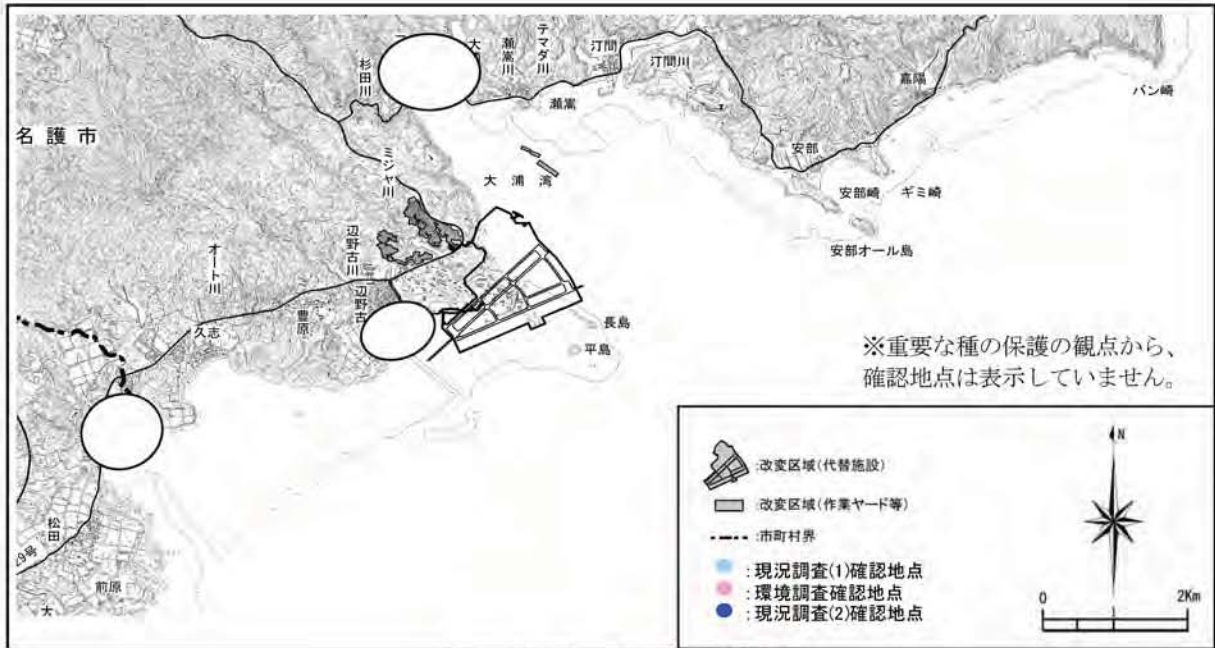 杉田川
瀬嵩川
テマダ川
汀間
汀間川
嘉陽
バン崎
瀬嵩
名護市
ミジャ川
大浦湾
安部
安部崎
ギミ崎
安部オール島
オート川
辺野古川
辺野古
豊原
久志
長島
平島
※重要な種の保護の観点から、
確認地点は表示していません。
松田
前原
:改変区域(代替施設)
:改変区域(作業ヤード等)
:市町村界
:現況調査(1)確認地点
:環境調査確認地点
:現況調査(2)確認地点
N
0
2Km